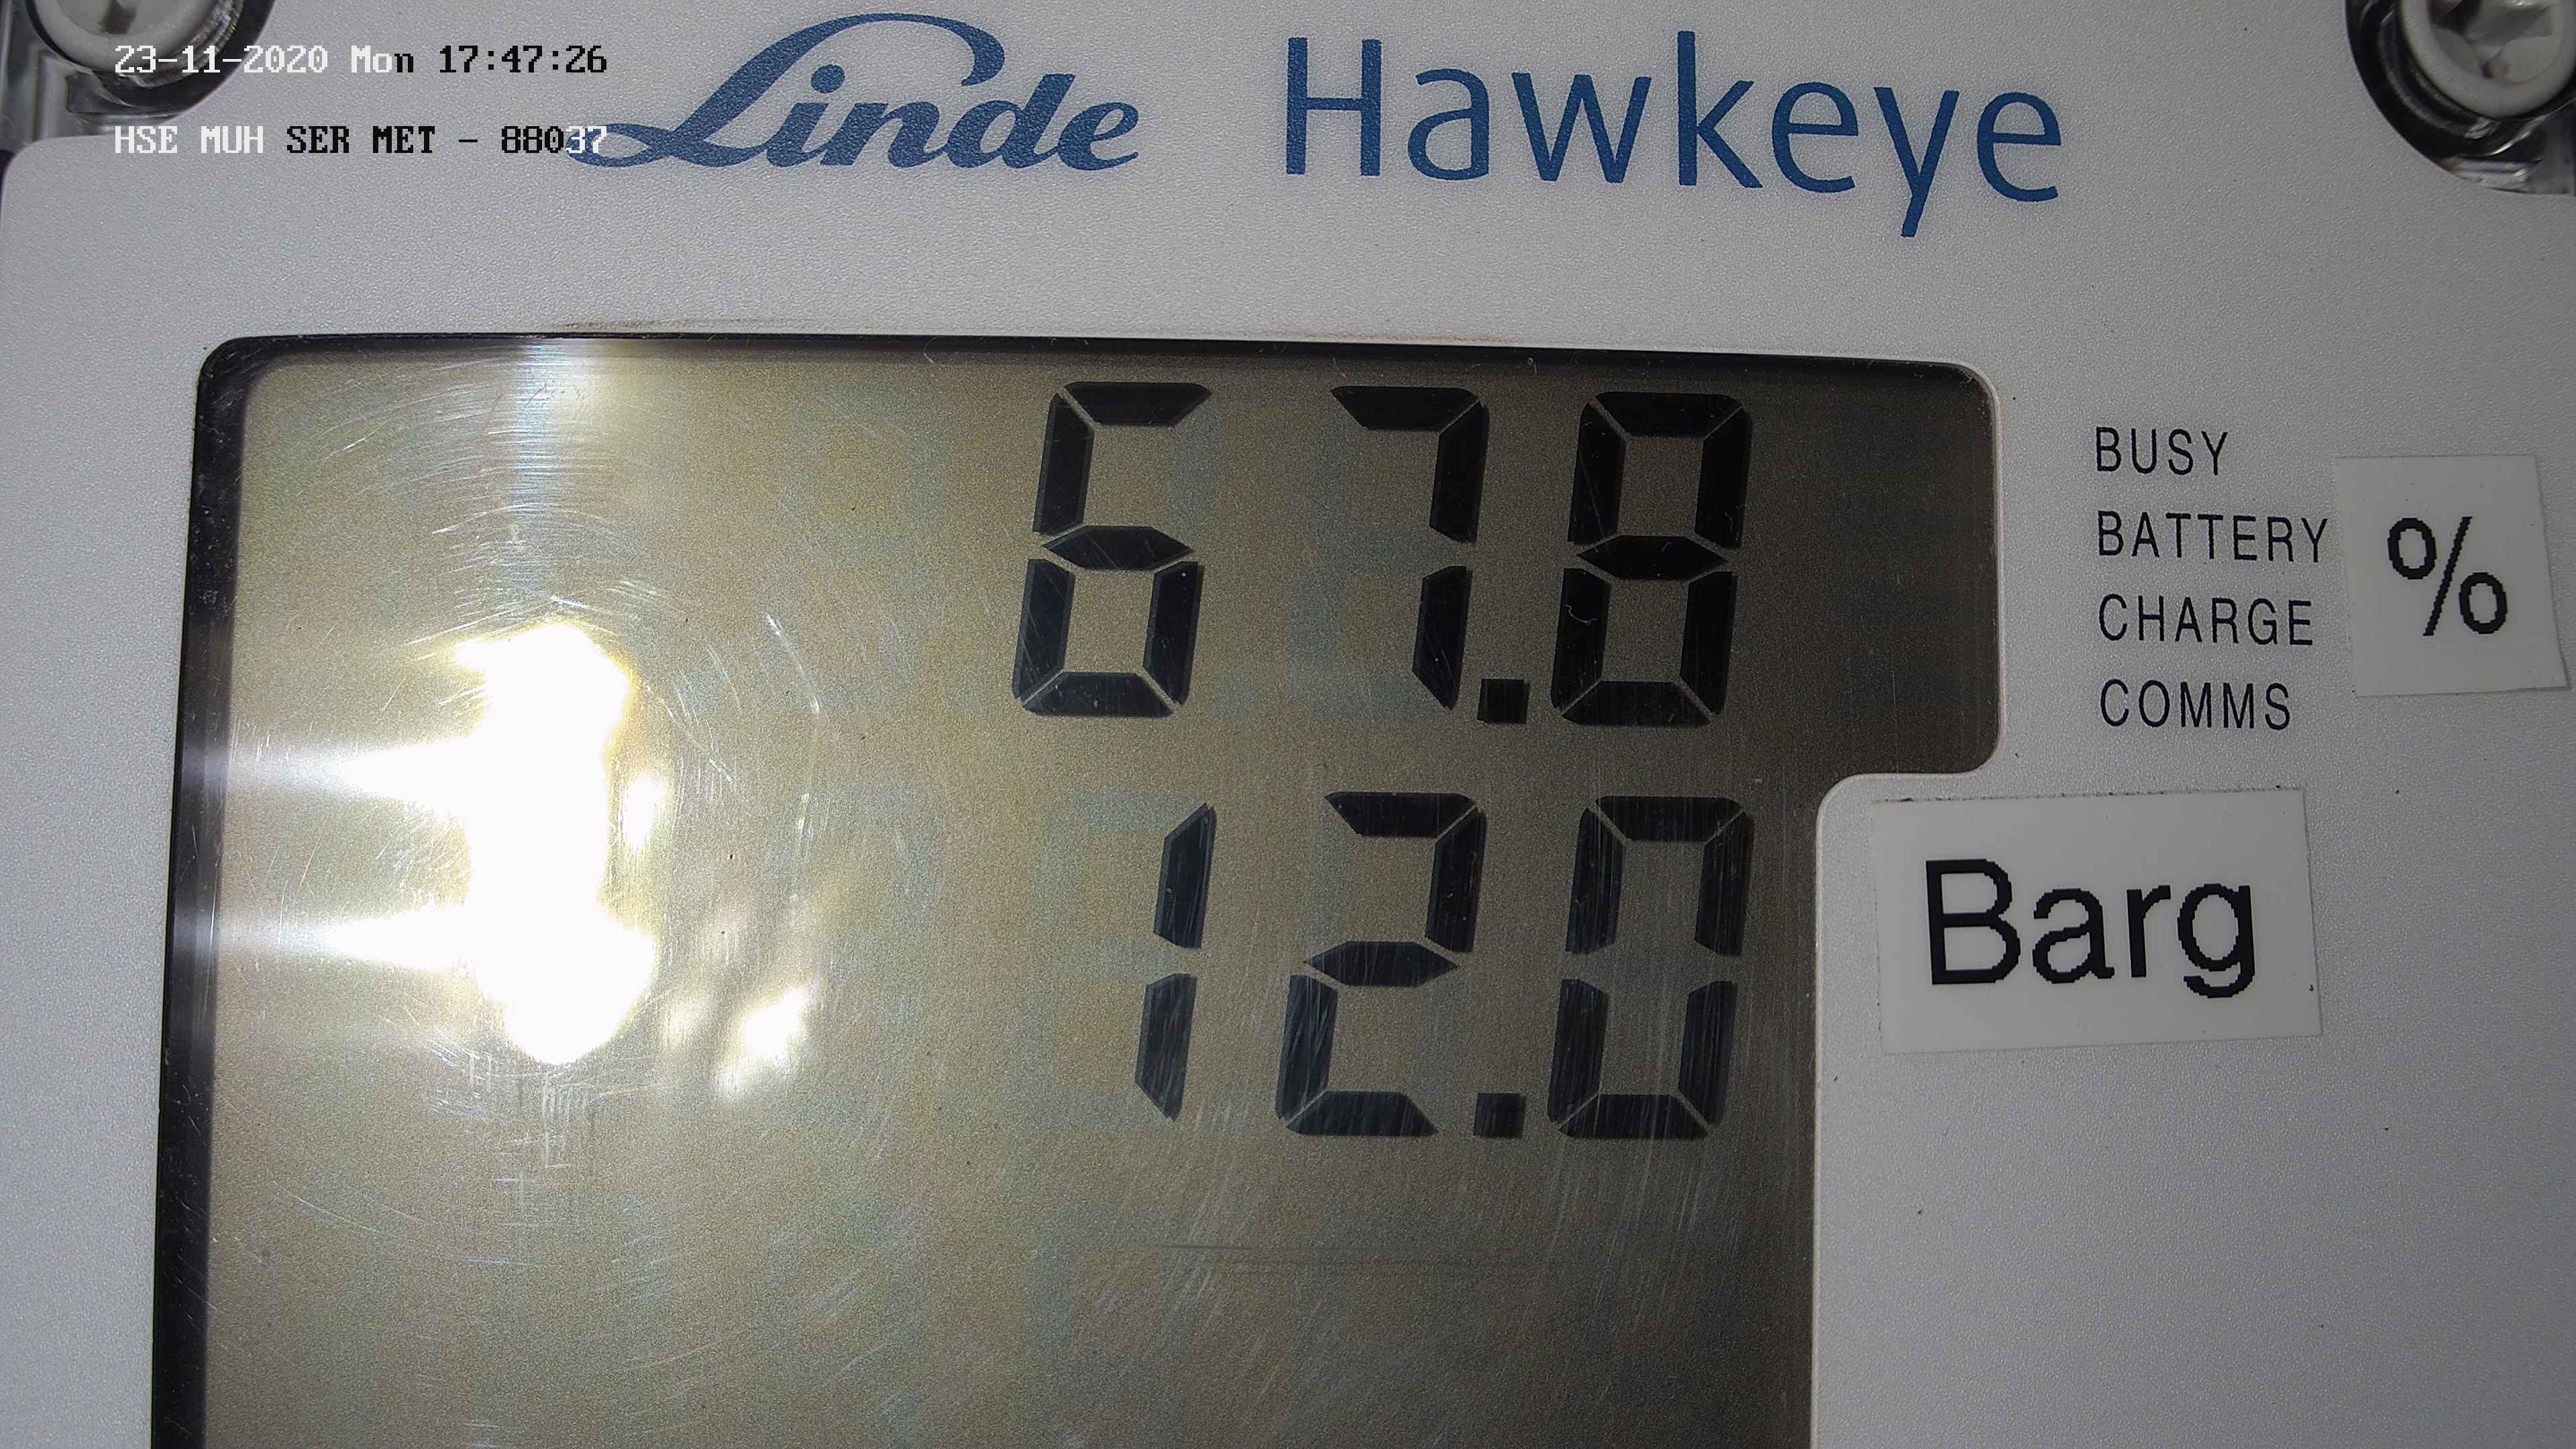 23-11-2020 Mon 17:47:26
HSE MUH SER MET - 88037
Linde Hawkeye
67.8
BUSY
BATTERY
CHARGE
COMMS
%
12.0
Barg